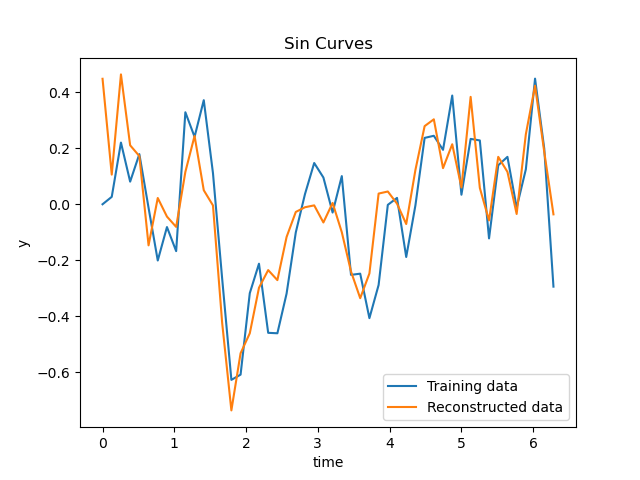 Sin Curves
y
0.4
0.2
0.0
−0.2
−0.4
−0.6
0 1 2 3 4 5 6
time
Training data
Reconstructed data